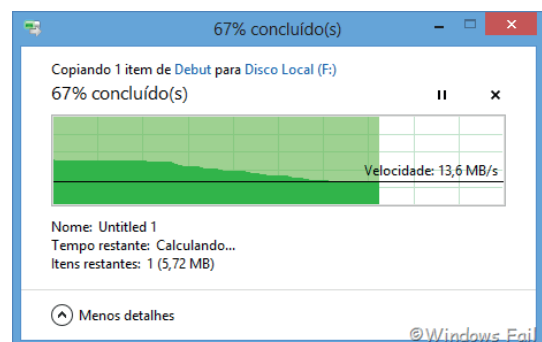 67% concluído(s)
Copiando 1 item de Debut para Disco Local (F:)
67% concluído(s)
Velocidade: 13,6 MB/s
Nome: Untitled 1
Tempo restante: Calculando...
Itens restantes: 1 (5,72 MB)
Menos detalhes
©Windows Fail